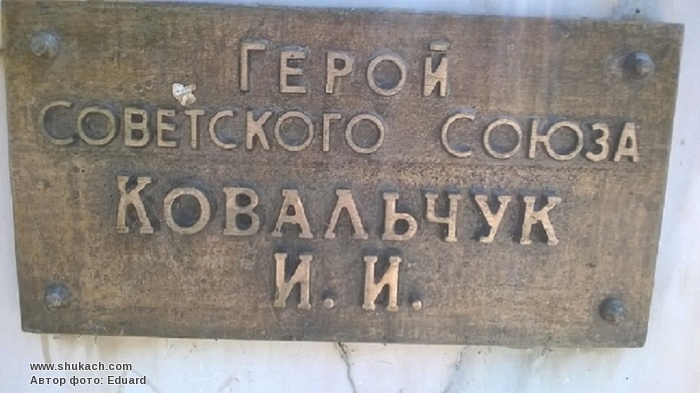 ГЕРОЙ
СОВЕТСКОГО СОЮЗА
КОВАЛЬЧУК
И. И.
www.shukach.com
Автор фото: Eduard